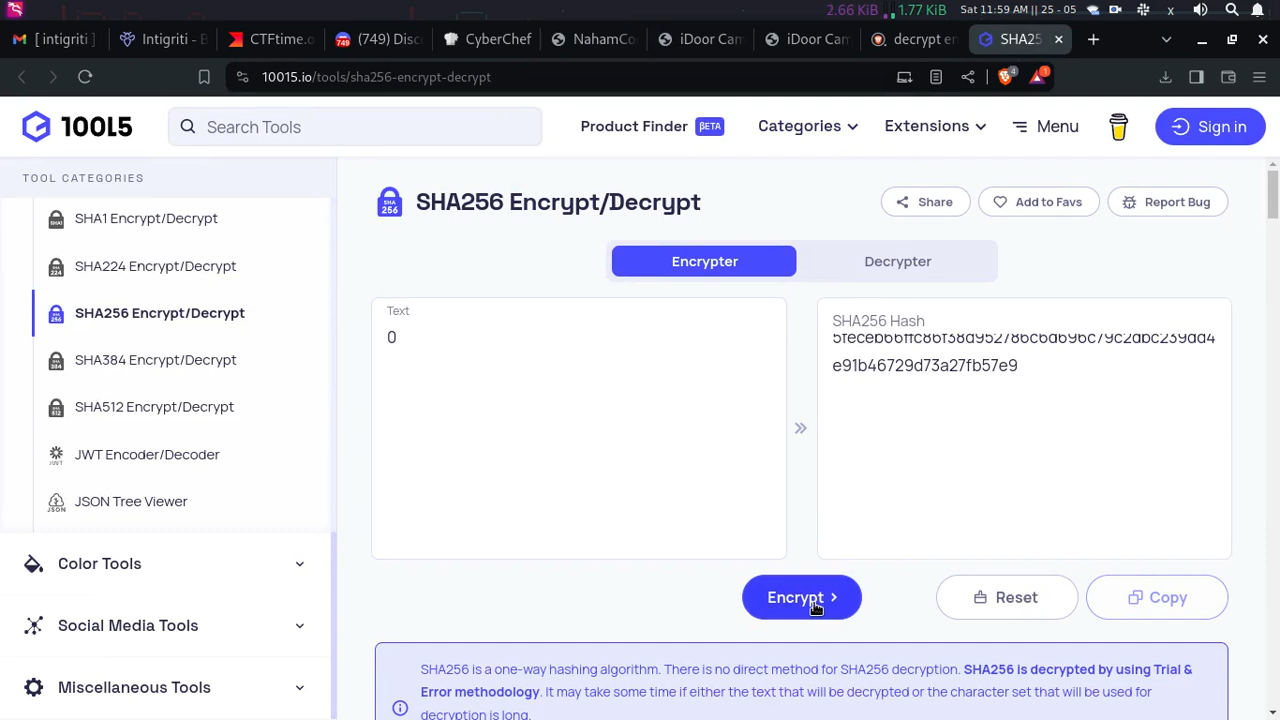 2.66 KiB 1.77 KiB Sat 11:59 AM || 25 - 05
[ intigriti ] Intigriti - B CTFtime.o (749) Disc CyberChef NahamCo iDoor Cam iDoor Cam decrypt en SHA25
10015.io/tools/sha256-encrypt-decrypt 4 1
10015 Search Tools Product Finder BETA Categories Extensions Menu Sign in
TOOL CATEGORIES
SHA1 Encrypt/Decrypt
SHA224 Encrypt/Decrypt
SHA256 Encrypt/Decrypt
SHA384 Encrypt/Decrypt
SHA512 Encrypt/Decrypt
JWT Encoder/Decoder
JSON Tree Viewer
Color Tools
Social Media Tools
Miscellaneous Tools
SHA256 Encrypt/Decrypt
Share Add to Favs Report Bug
Encrypter Decrypter
Text
0
SHA256 Hash
5feceb66ffc86f38d952786c6d696c79c2dbc239dd4
e91b46729d73a27fb57e9
Encrypt Reset Copy
SHA256 is a one-way hashing algorithm. There is no direct method for SHA256 decryption. SHA256 is decrypted by using Trial &
Error methodology. It may take some time if either the text that will be decrypted or the character set that will be used for
decryption is long.